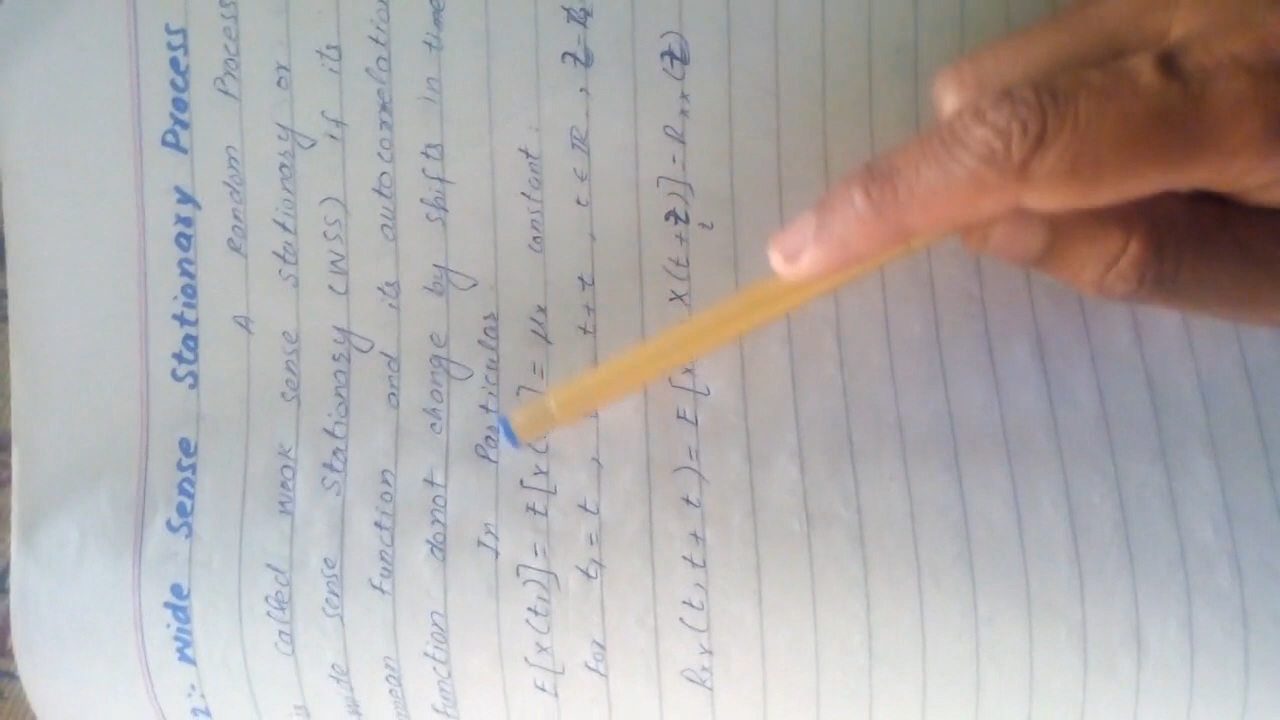 2:- Wide Sense Stationary Process
A Random Process
is called weak sense stationary or
wide sense stationary (WSS) if its
mean function and its autocorrelation
function donot change by shifts in time
In Particular
E[x(t1)] = E[x( ] = μx constant.
For t1 = t, t+t, t ∈ ℝ,
Rxx(t, t+t) = E[x X(t+Z)] = Rxx(Z)